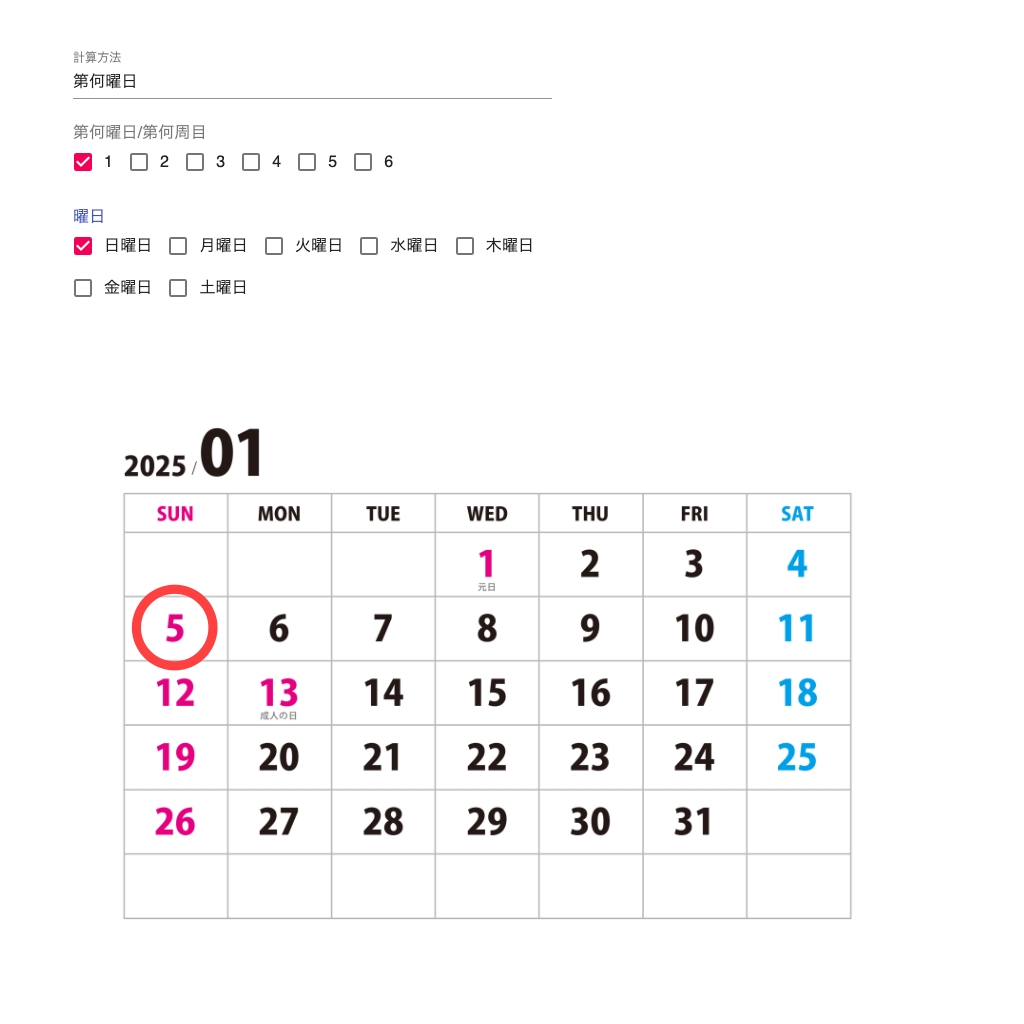 計算方法
第何曜日
第何曜日/第何周目
1 2 3 4 5 6
曜日
日曜日 月曜日 火曜日 水曜日 木曜日
金曜日 土曜日
2025 / 01
SUN MON TUE WED THU FRI SAT
1 2 3 4
元日
5 6 7 8 9 10 11
12 13 14 15 16 17 18
成人の日
19 20 21 22 23 24 25
26 27 28 29 30 31